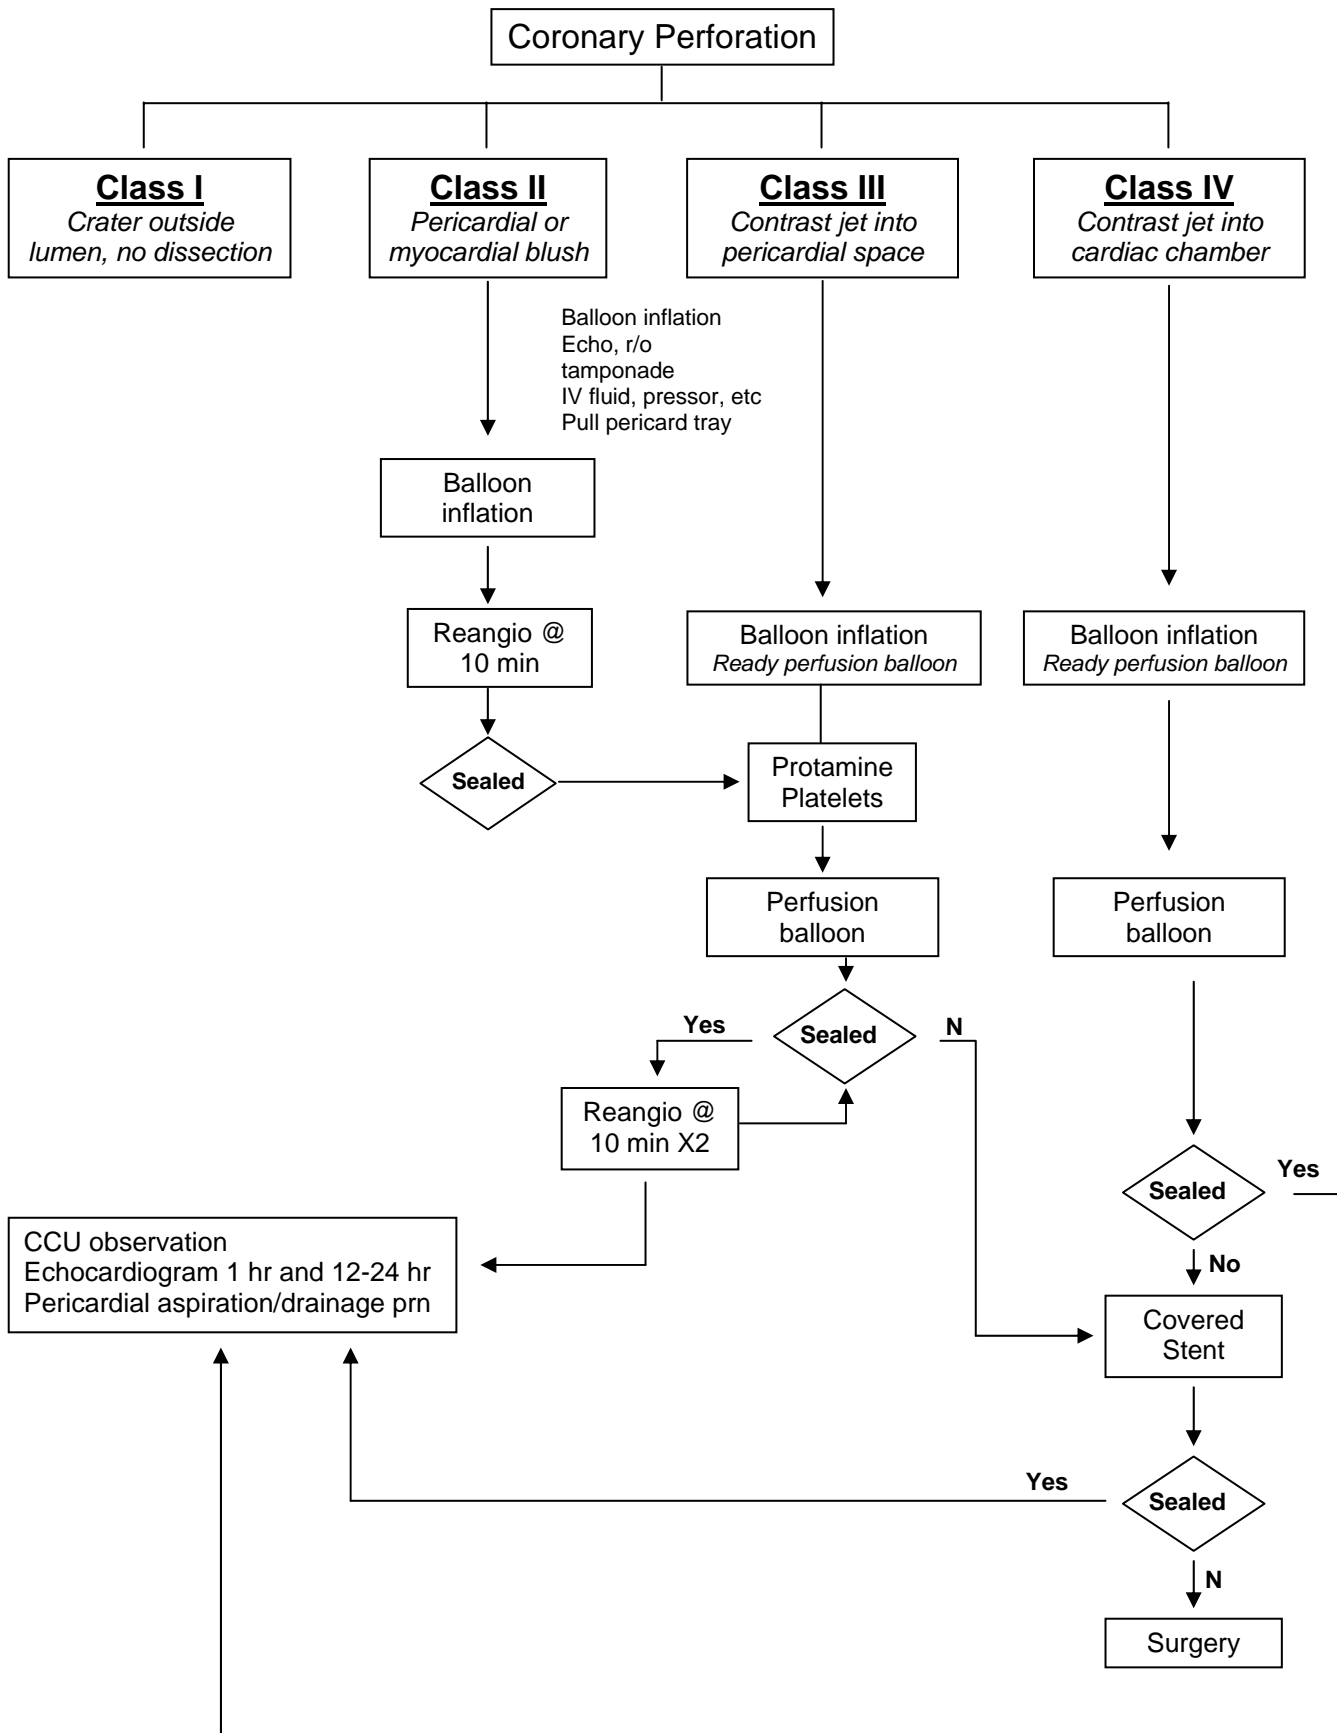 Coronary Perforation
Class I
Crater outside
lumen, no dissection
Class II
Pericardial or
myocardial blush
Class III
Contrast jet into
pericardial space
Class IV
Contrast jet into
cardiac chamber
Balloon inflation
Echo, r/o
tamponade
IV fluid, pressor, etc
Pull pericard tray
Balloon
inflation
Reangio @
10 min
Balloon inflation
Ready perfusion balloon
Balloon inflation
Ready perfusion balloon
Sealed
Protamine
Platelets
Perfusion
balloon
Perfusion
balloon
Yes
Sealed
N
Reangio @
10 min X2
Sealed
Yes
No
CCU observation
Echocardiogram 1 hr and 12-24 hr
Pericardial aspiration/drainage prn
Covered
Stent
Yes
Sealed
N
Surgery